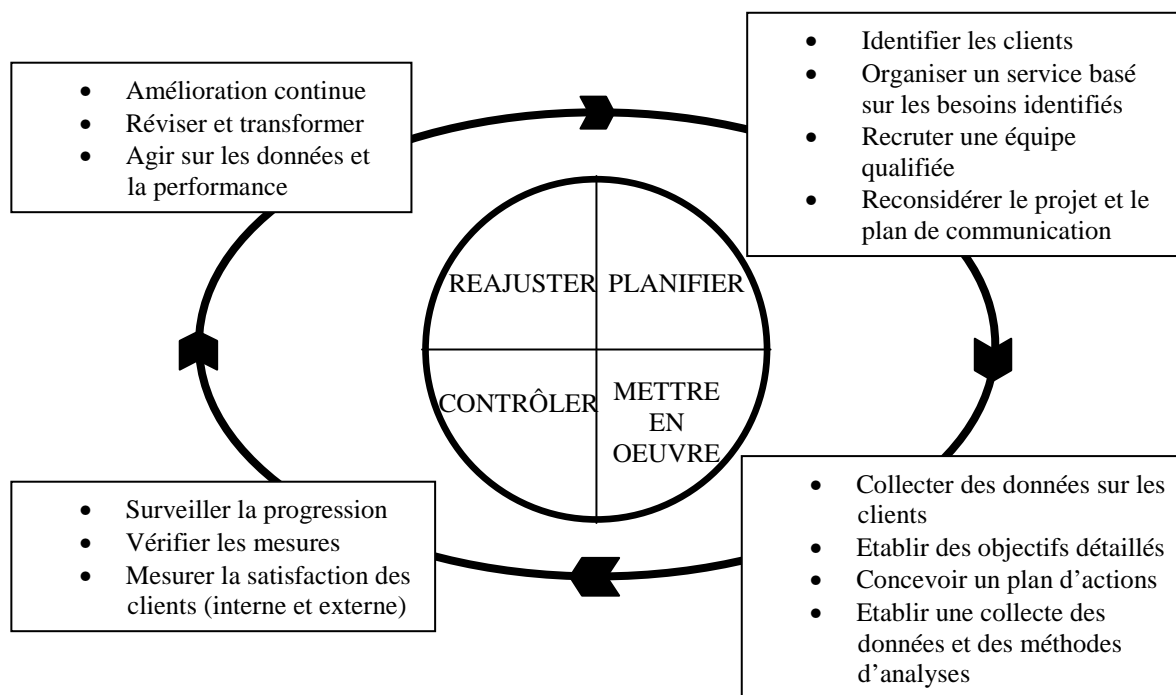 • Amélioration continue
• Réviser et transformer
• Agir sur les données et
la performance
• Identifier les clients
• Organiser un service basé
sur les besoins identifiés
• Recruter une équipe
qualifiée
• Reconsidérer le projet et le
plan de communication
REAJUSTER
PLANIFIER
CONTRÔLER
METTRE
EN
OEUVRE
• Surveiller la progression
• Vérifier les mesures
• Mesurer la satisfaction des
clients (interne et externe)
• Collecter des données sur les
clients
• Etablir des objectifs détaillés
• Concevoir un plan d’actions
• Etablir une collecte des
données et des méthodes
d’analyses